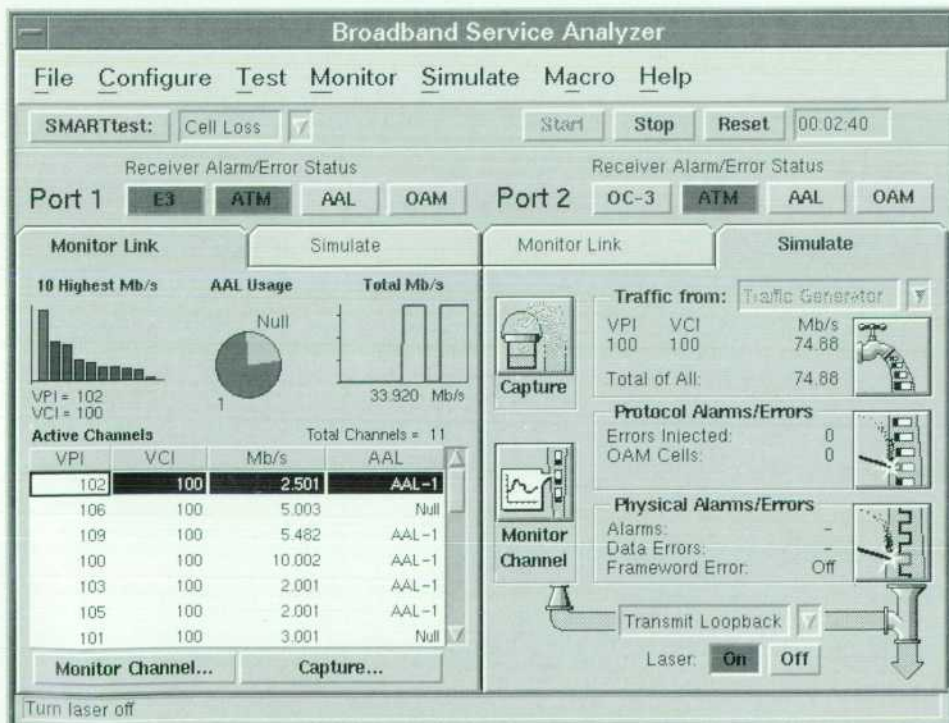 Broadband Service Analyzer
File Configure Test Monitor Simulate Macro Help
SMARTtest: Cell Loss Start Stop Reset 00:02:40
Receiver Alarm/Error Status
Port 1 E3 ATM AAL OAM
Receiver Alarm/Error Status
Port 2 OC-3 ATM AAL OAM
Monitor Link Simulate
10 Highest Mb/s AAL Usage Total Mb/s
Null
1
VPI = 102
VCI = 100
33.920 Mb/s
Active Channels Total Channels = 11
VPI VCI Mb/s AAL
102 100 2.501 AAL-1
106 100 5.003 Null
109 100 5.482 AAL-1
100 100 10.002 AAL-1
103 100 2.001 AAL-1
105 100 2.001 AAL-1
101 100 3.001 Null
Monitor Channel... Capture...
Monitor Link Simulate
Capture
Traffic from: Traffic Generator
VPI VCI Mb/s
100 100 74.88
Total of All: 74.88
Protocol Alarms/Errors
Errors Injected: 0
OAM Cells: 0
Monitor
Channel
Physical Alarms/Errors
Alarms: -
Data Errors: -
Frameword Error: Off
Transmit Loopback
Laser: On Off
Turn laser off